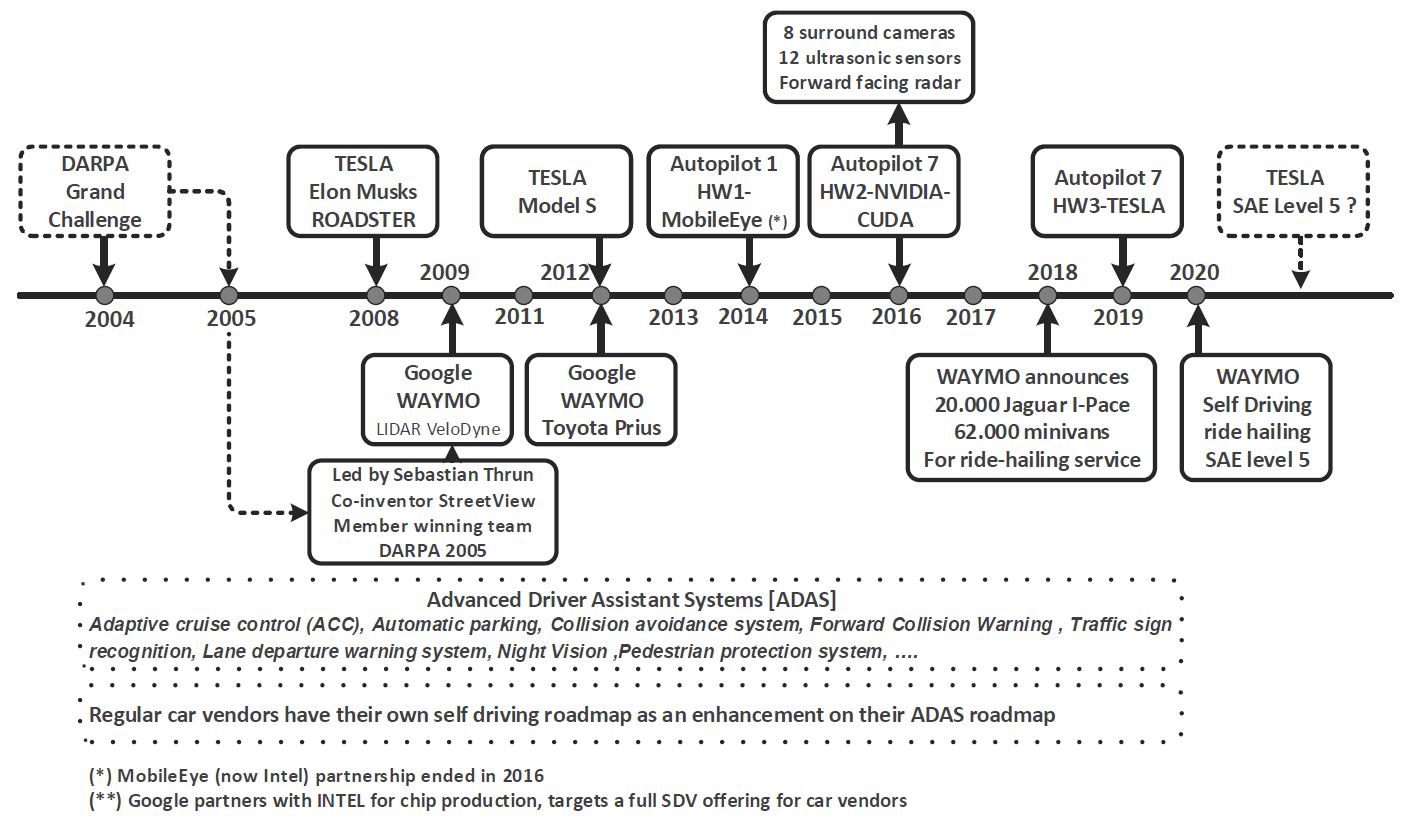 8 surround cameras
12 ultrasonic sensors
Forward facing radar
DARPA
Grand
Challenge
TESLA
Elon Musks
ROADSTER
TESLA
Model S
Autopilot 1
HW1-
MobileEye (*)
Autopilot 7
HW2-NVIDIA-
CUDA
Autopilot 7
HW3-TESLA
TESLA
SAE Level 5 ?
2004
2005
2008
2009
2011
2012
2013
2014
2015
2016
2017
2018
2019
2020
Google
WAYMO
LIDAR VeloDyne
Google
WAYMO
Toyota Prius
WAYMO announces
20.000 Jaguar I-Pace
62.000 minivans
For ride-hailing service
WAYMO
Self Driving
ride hailing
SAE level 5
Led by Sebastian Thrun
Co-inventor StreetView
Member winning team
DARPA 2005
Advanced Driver Assistant Systems [ADAS]
Adaptive cruise control (ACC), Automatic parking, Collision avoidance system, Forward Collision Warning , Traffic sign
recognition, Lane departure warning system, Night Vision ,Pedestrian protection system, ....
Regular car vendors have their own self driving roadmap as an enhancement on their ADAS roadmap
(*) MobileEye (now Intel) partnership ended in 2016
(**) Google partners with INTEL for chip production, targets a full SDV offering for car vendors